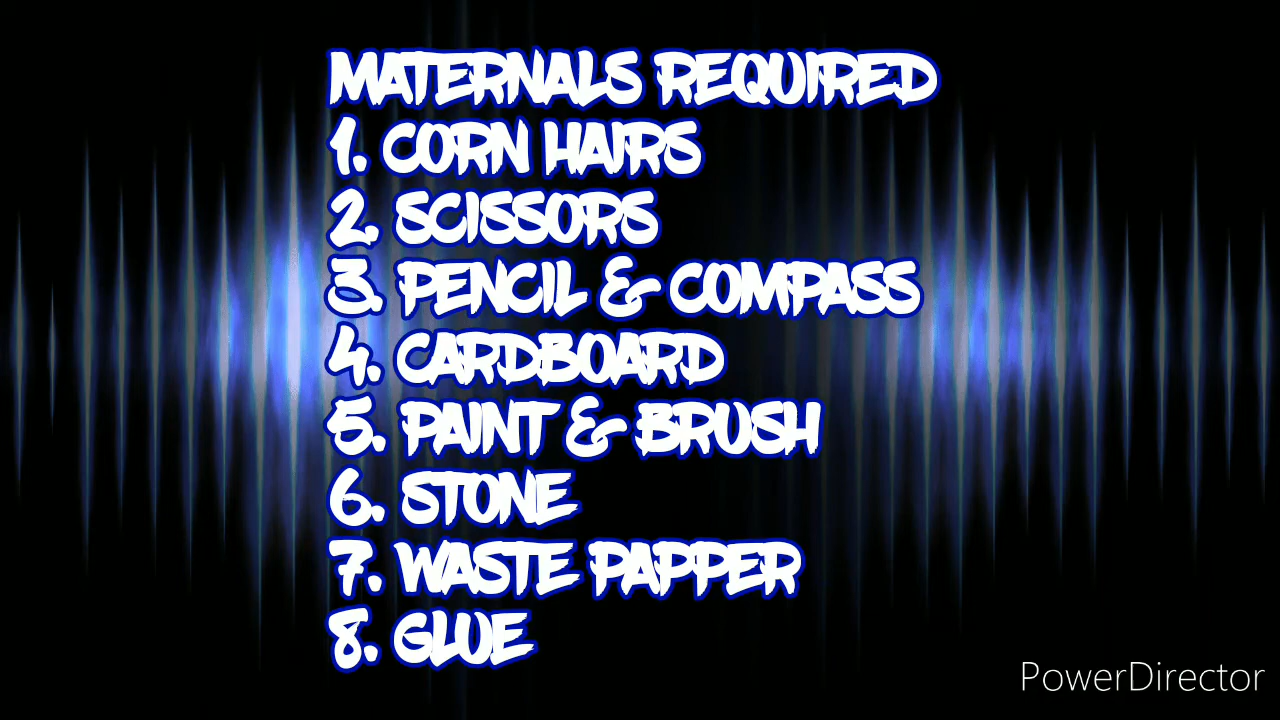 MATERNALS REQUIRED
1. CORN HAIRS
2. SCISSORS
3. PENCIL & COMPASS
4. CARDBOARD
5. PAINT & BRUSH
6. STONE
7. WASTE PAPPER
8. GLUE
PowerDirector